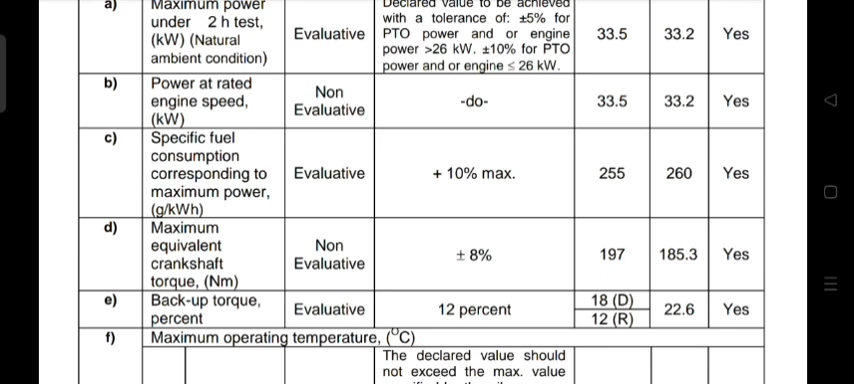 a) Maximum power under 2 h test, (kW) (Natural ambient condition) Evaluative Declared value to be achieved with a tolerance of: ±5% for PTO power and or engine power >26 kW. ±10% for PTO power and or engine ≤ 26 kW. 33.5 33.2 Yes
b) Power at rated engine speed, (kW) Non Evaluative -do- 33.5 33.2 Yes
c) Specific fuel consumption corresponding to maximum power, (g/kWh) Evaluative + 10% max. 255 260 Yes
d) Maximum equivalent crankshaft torque, (Nm) Non Evaluative ± 8% 197 185.3 Yes
e) Back-up torque, percent Evaluative 12 percent 18 (D) 12 (R) 22.6 Yes
f) Maximum operating temperature, (°C)
The declared value should
not exceed the max. value